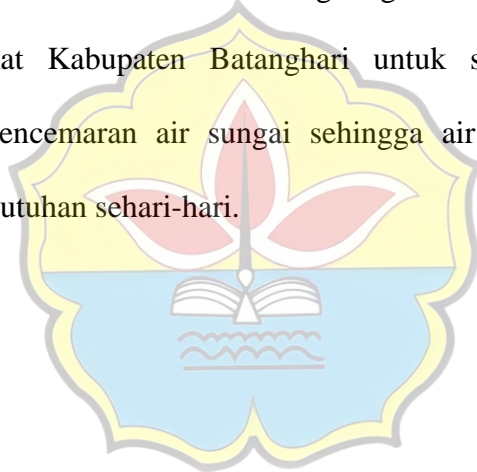 at Kabupaten Batanghari untuk s
encemaran air sungai sehingga air
utuhan sehari-hari.